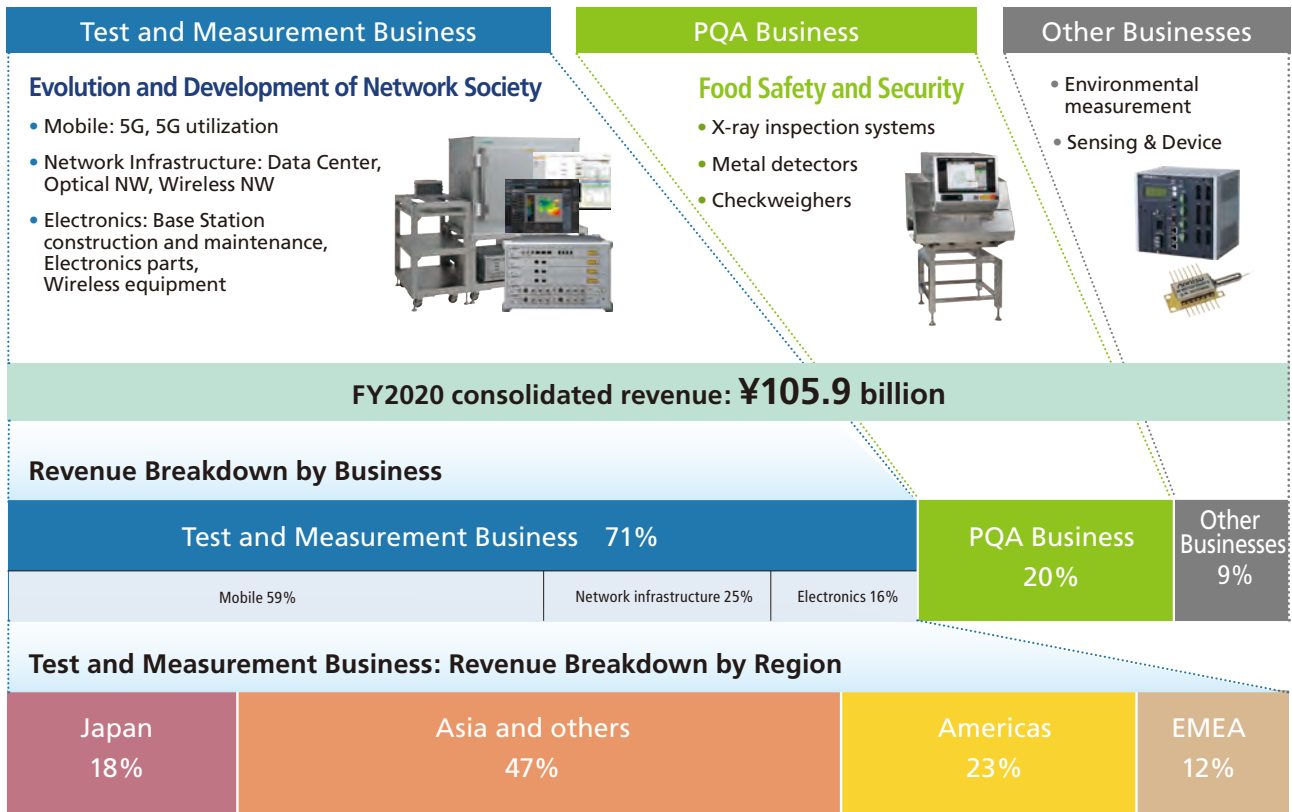 Test and Measurement Business
PQA Business
Other Businesses
Evolution and Development of Network Society
• Mobile: 5G, 5G utilization
• Network Infrastructure: Data Center,
Optical NW, Wireless NW
• Electronics: Base Station
construction and maintenance,
Electronics parts,
Wireless equipment
Food Safety and Security
• X-ray inspection systems
• Metal detectors
• Checkweighers
• Environmental
measurement
• Sensing & Device
FY2020 consolidated revenue: ¥105.9 billion
Revenue Breakdown by Business
Test and Measurement Business 71%
Mobile 59%
Network infrastructure 25%
Electronics 16%
PQA Business
20%
Other
Businesses
9%
Test and Measurement Business: Revenue Breakdown by Region
Japan
18%
Asia and others
47%
Americas
23%
EMEA
12%